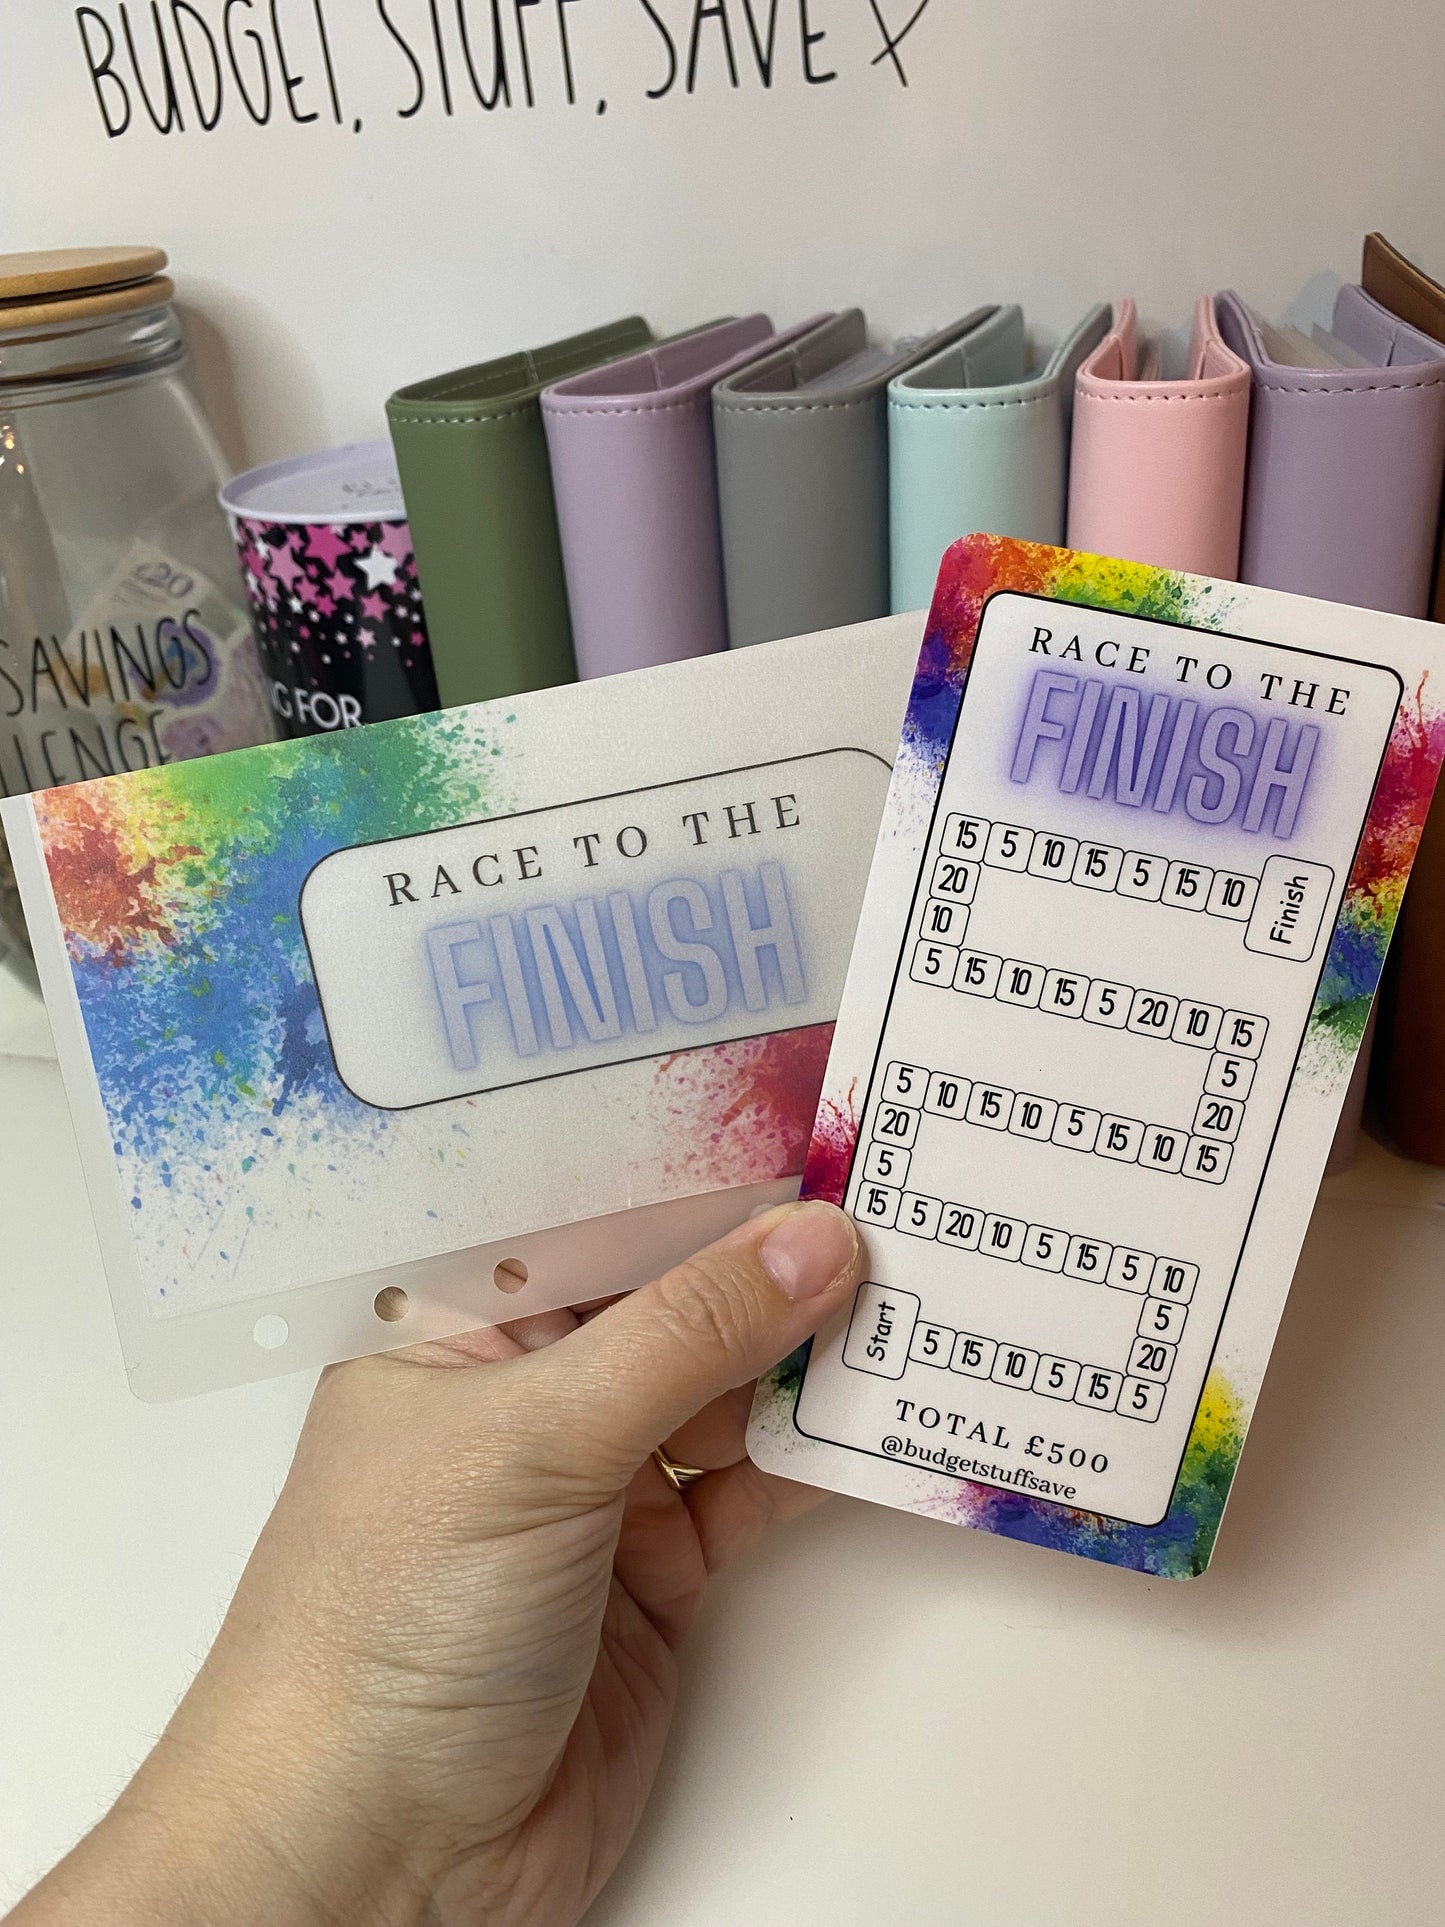 BUDGET, STUFF, SAVE X
£20
SAVINGS
G FOR
RACE TO THE
FINISH
RACE TO THE
FINISH
15 5 10 15 5 15 10 Finish
20
10
5 15 10 15 5 20 10 15
5
20
5 10 15 10 5 15 10 15
20
5
15 5 20 10 5 15 5 10
5
20
Start 5 15 10 5 15 5
TOTAL £500
@budgetstuffsave